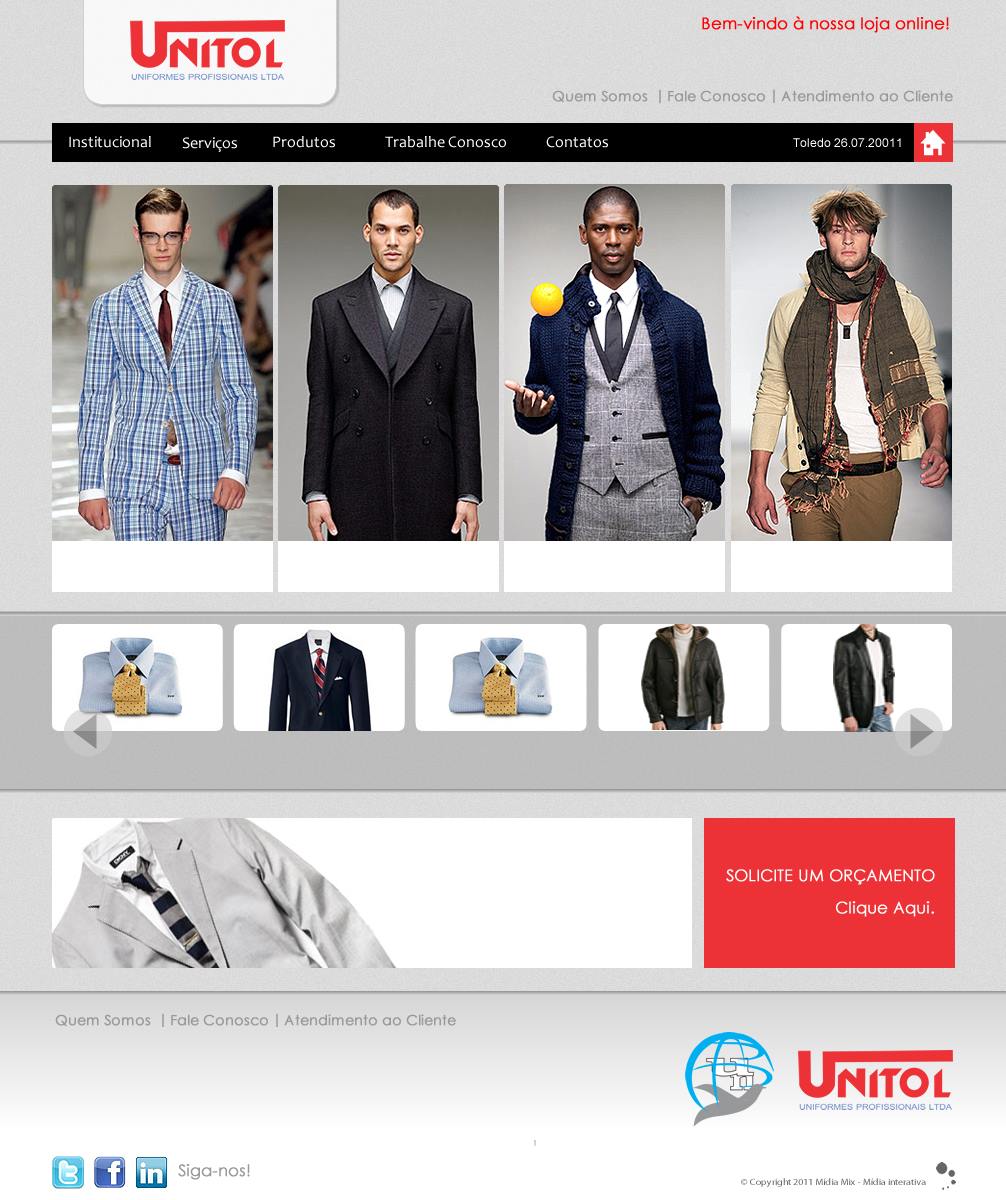 UNITOL
UNIFORMES PROFISSIONAIS LTDA
Bem-vindo à nossa loja online!
Quem Somos | Fale Conosco | Atendimento ao Cliente
Institucional Serviços Produtos Trabalhe Conosco Contatos Toledo 26.07.20011
SOLICITE UM ORÇAMENTO
Clique Aqui.
Quem Somos | Fale Conosco | Atendimento ao Cliente
UNITOL
UNIFORMES PROFISSIONAIS LTDA
Siga-nos!
© Copyright 2011 Mídia Mix - Mídia interativa